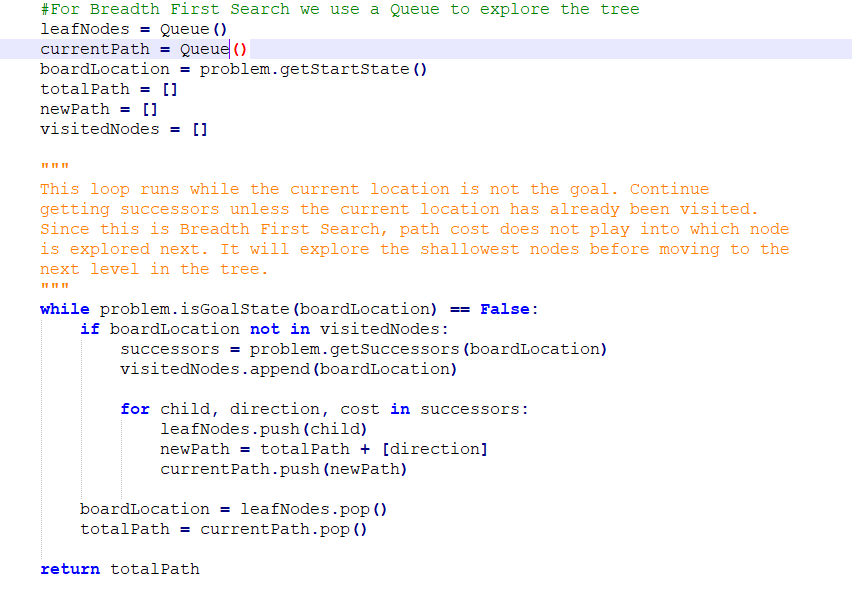 #For Breadth First Search we use a Queue to explore the tree
leafNodes = Queue()
currentPath = Queue()
boardLocation = problem.getStartState()
totalPath = []
newPath = []
visitedNodes = []
"""
This loop runs while the current location is not the goal. Continue
getting successors unless the current location has already been visited.
Since this is Breadth First Search, path cost does not play into which node
is explored next. It will explore the shallowest nodes before moving to the
next level in the tree.
"""
while problem.isGoalState(boardLocation) == False:
    if boardLocation not in visitedNodes:
        successors = problem.getSuccessors(boardLocation)
        visitedNodes.append(boardLocation)
        for child, direction, cost in successors:
            leafNodes.push(child)
            newPath = totalPath + [direction]
            currentPath.push(newPath)
    boardLocation = leafNodes.pop()
    totalPath = currentPath.pop()
return totalPath